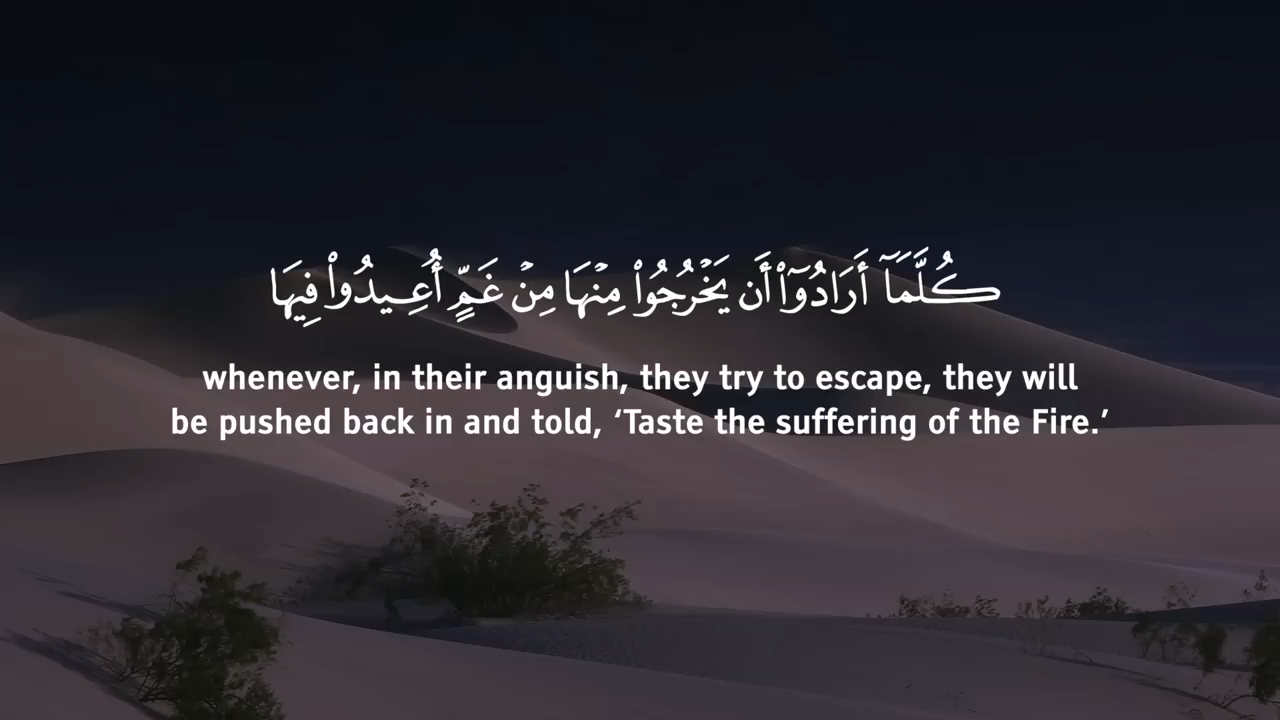 كُلَّمَآ أَرَادُوٓا۟ أَن يَخْرُجُوا۟ مِنْهَا مِنْ غَمٍّ أُعِيدُوا۟ فِيهَا
whenever, in their anguish, they try to escape, they will
be pushed back in and told, ‘Taste the suffering of the Fire.’